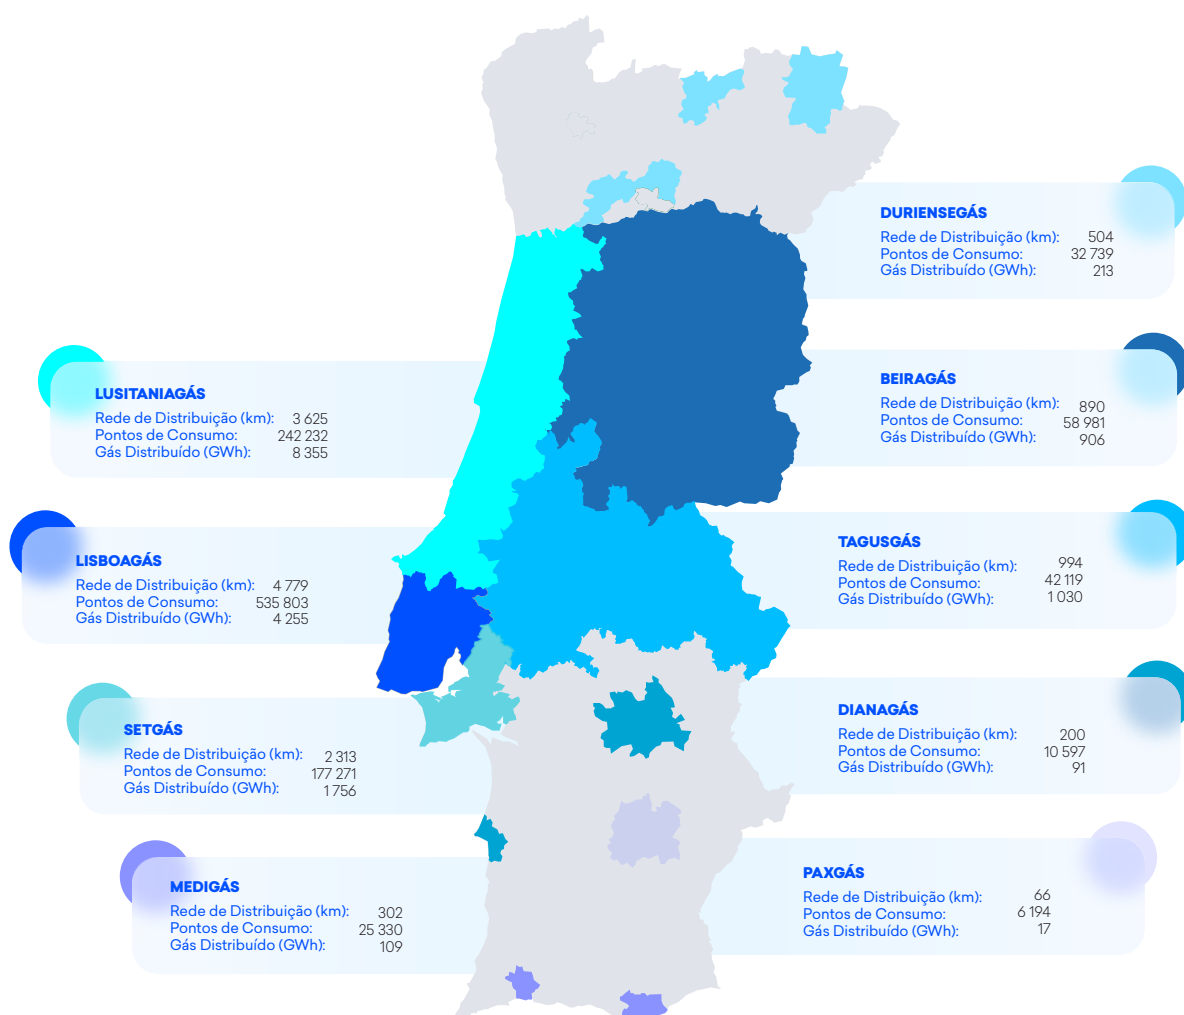 DURIENSEGÁS
Rede de Distribuição (km): 504
Pontos de Consumo: 32 739
Gás Distribuído (GWh): 213
LUSITANIAGÁS
Rede de Distribuição (km): 3 625
Pontos de Consumo: 242 232
Gás Distribuído (GWh): 8 355
BEIRAGÁS
Rede de Distribuição (km): 890
Pontos de Consumo: 58 981
Gás Distribuído (GWh): 906
LISBOAGÁS
Rede de Distribuição (km): 4 779
Pontos de Consumo: 535 803
Gás Distribuído (GWh): 4 255
TAGUSGÁS
Rede de Distribuição (km): 994
Pontos de Consumo: 42 119
Gás Distribuído (GWh): 1 030
SETGÁS
Rede de Distribuição (km): 2 313
Pontos de Consumo: 177 271
Gás Distribuído (GWh): 1 756
DIANAGÁS
Rede de Distribuição (km): 200
Pontos de Consumo: 10 597
Gás Distribuído (GWh): 91
MEDIGÁS
Rede de Distribuição (km): 302
Pontos de Consumo: 25 330
Gás Distribuído (GWh): 109
PAXGÁS
Rede de Distribuição (km): 66
Pontos de Consumo: 6 194
Gás Distribuído (GWh): 17